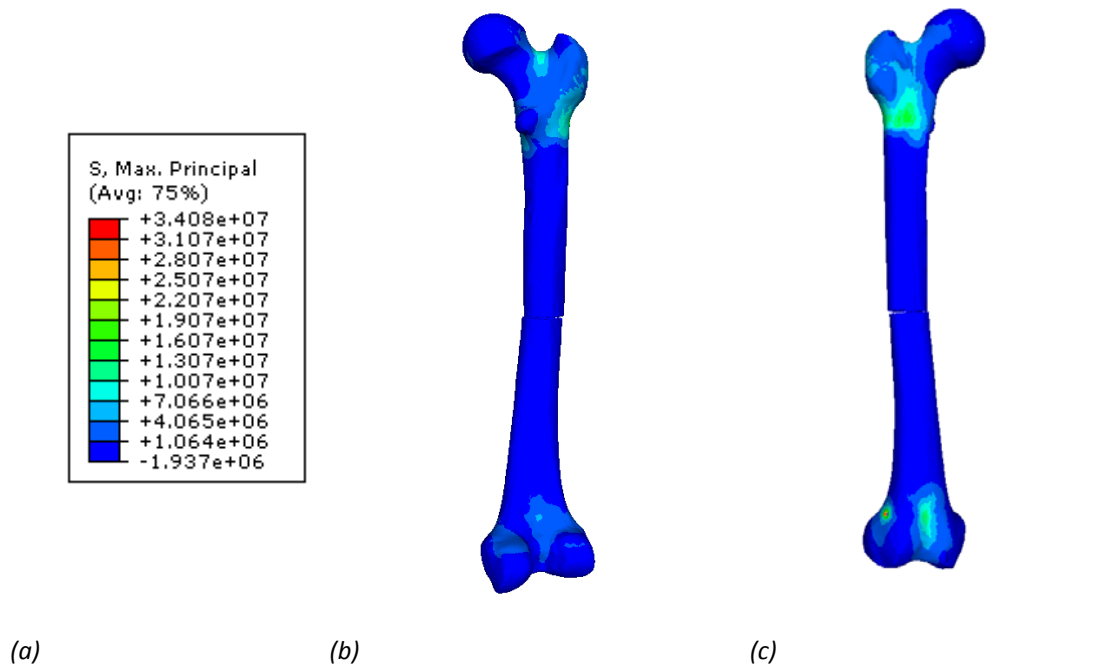 S, Max. Principal
(Avg: 75%)
+3.408e+07
+3.107e+07
+2.807e+07
+2.507e+07
+2.207e+07
+1.907e+07
+1.607e+07
+1.307e+07
+1.007e+07
+7.066e+06
+4.065e+06
+1.064e+06
-1.937e+06
(a) (b) (c)